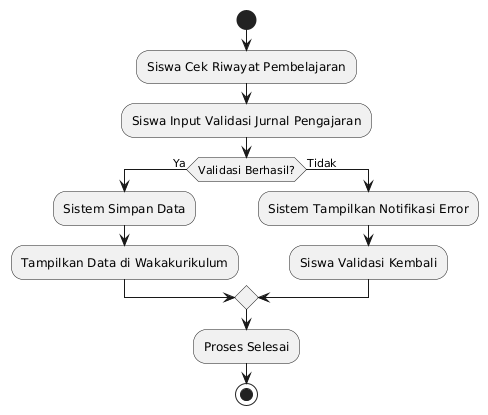 Siswa Cek Riwayat Pembelajaran
Siswa Input Validasi Jurnal Pengajaran
Ya
Validasi Berhasil?
Tidak
Sistem Simpan Data
Sistem Tampilkan Notifikasi Error
Tampilkan Data di Wakakurikulum
Siswa Validasi Kembali
Proses Selesai